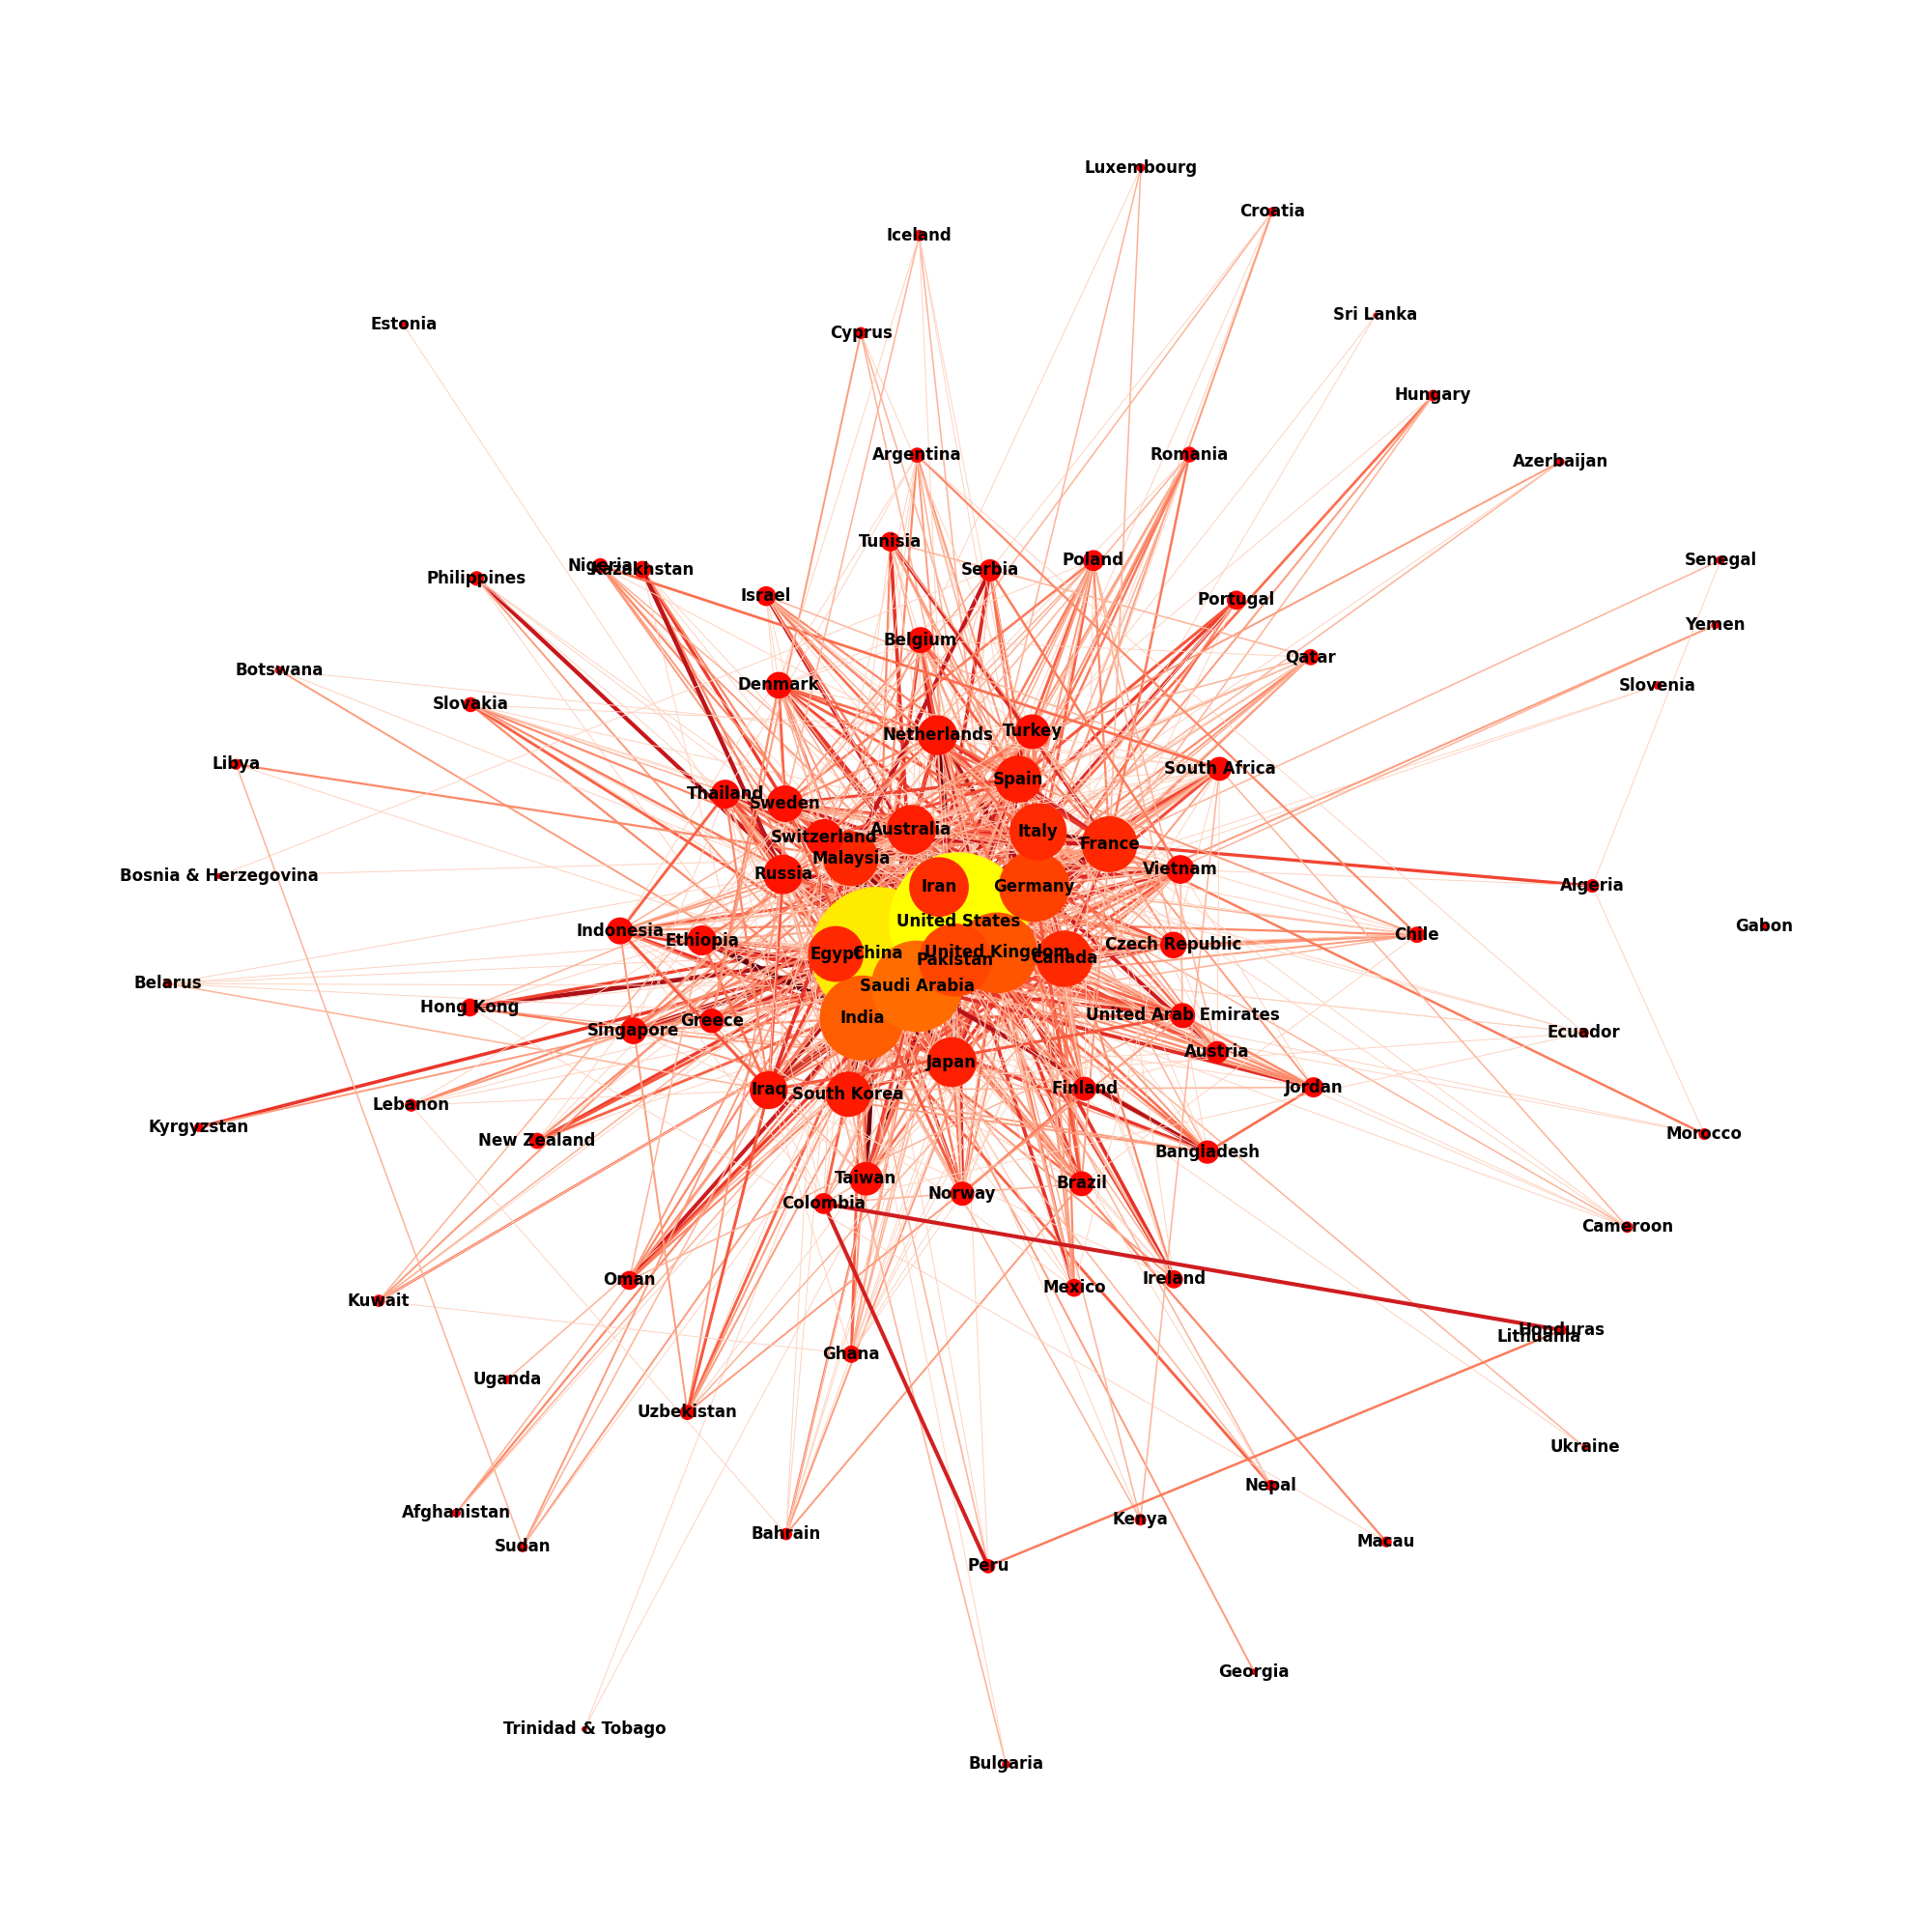 Luxembourg
Croatia
Iceland
Sri Lanka
Estonia
Cyprus
Hungary
Argentina
Romania
Azerbaijan
Tunisia
Poland
Senegal
Nigeria
Kazakhstan
Serbia
Philippines
Israel
Portugal
Yemen
Belgium
Qatar
Botswana
Denmark
Slovenia
Slovakia
Turkey
Netherlands
Libya
South Africa
Spain
Thailand
Sweden
Australia
Italy
Switzerland
France
Malaysia
Vietnam
Russia
Bosnia & Herzegovina
Iran
Germany
Algeria
United States
Gabon
Indonesia
Chile
Ethiopia
Czech Republic
United Kingdom
China
Egypt
Canada
Pakistan
Belarus
Saudi Arabia
Hong Kong
United Arab Emirates
India
Greece
Singapore
Ecuador
Austria
Japan
Jordan
Finland
Iraq
South Korea
Lebanon
Kyrgyzstan
Morocco
New Zealand
Bangladesh
Taiwan
Brazil
Norway
Colombia
Cameroon
Ireland
Oman
Mexico
Kuwait
Honduras
Lithuania
Ghana
Uganda
Uzbekistan
Ukraine
Nepal
Afghanistan
Kenya
Bahrain
Macau
Sudan
Peru
Georgia
Trinidad & Tobago
Bulgaria